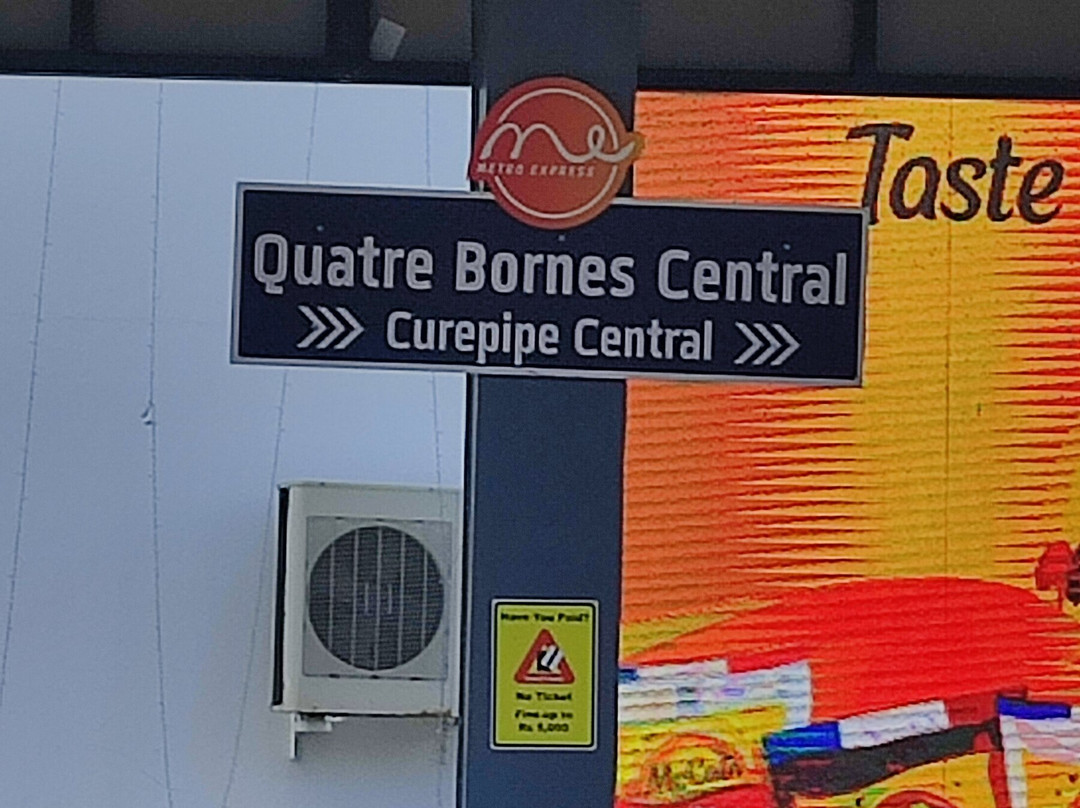 me
METRO EXPRESS
Quatre Bornes Central
>>> Curepipe Central >>>
Taste
Have You Paid?
No Ticket
Fine up to
Rs 5,000